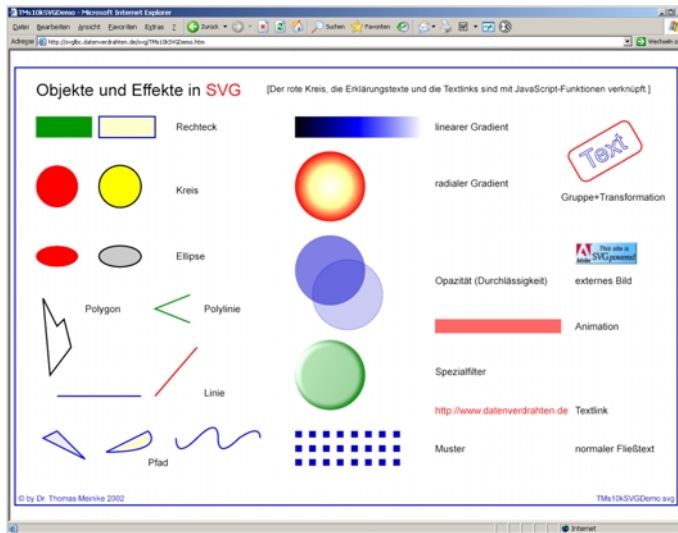 TMs10kSVGDemo - Microsoft Internet Explorer
Datei Bearbeiten Ansicht Favoriten Extras ?
Zurück
Suchen
Favoriten
Adresse http://svglbc.datenverdrahten.de/svg/TMs10kSVGDemo.htm
Wechseln zu
Objekte und Effekte in SVG
[Der rote Kreis, die Erklärungstexte und die Textlinks sind mit JavaScript-Funktionen verknüpft.]
Rechteck
linearer Gradient
Text
Kreis
radialer Gradient
Gruppe+Transformation
Ellipse
Adobe
This site is
SVG powered
Opazität (Durchlässigkeit)
externes Bild
Polygon
Polylinie
Animation
Spezialfilter
Linie
http://www.datenverdrahten.de
Textlink
Muster
normaler Fließtext
Pfad
© by Dr. Thomas Meinike 2002
TMs10kSVGDemo.svg
Internet